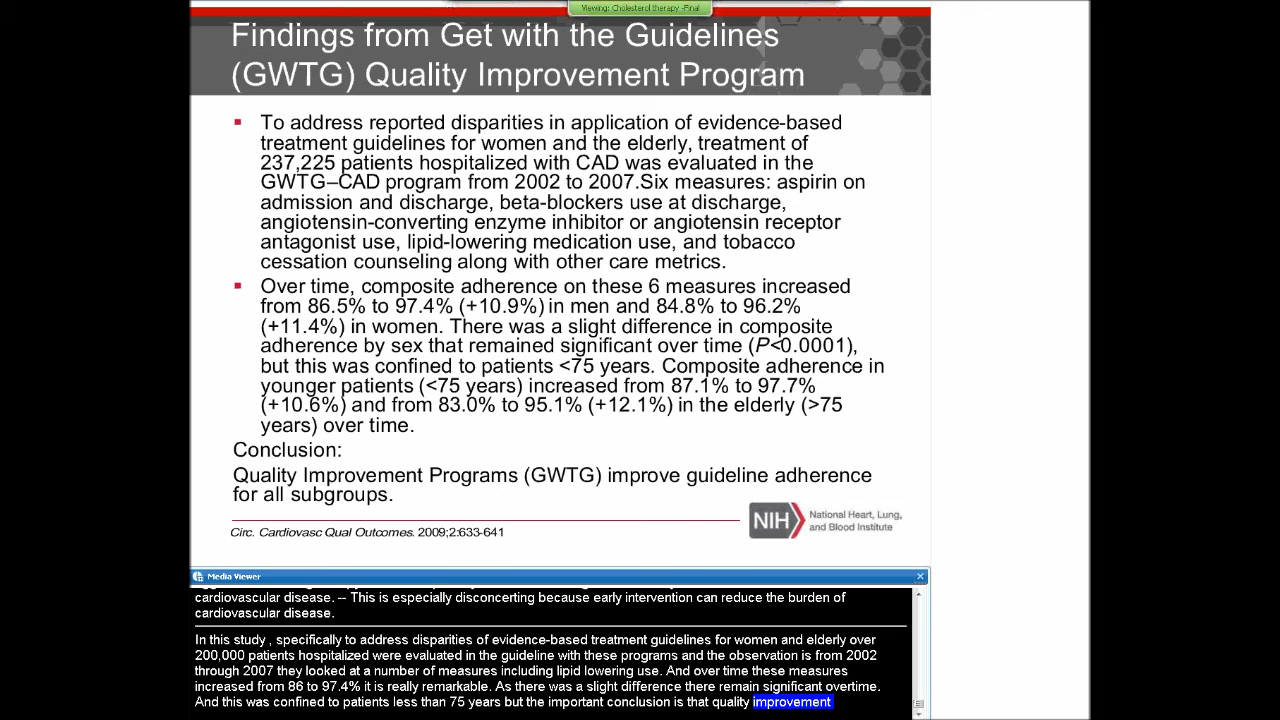 Viewing: Cholesterol therapy -Final
Findings from Get with the Guidelines
(GWTG) Quality Improvement Program
To address reported disparities in application of evidence-based
treatment guidelines for women and the elderly, treatment of
237,225 patients hospitalized with CAD was evaluated in the
GWTG–CAD program from 2002 to 2007.Six measures: aspirin on
admission and discharge, beta-blockers use at discharge,
angiotensin-converting enzyme inhibitor or angiotensin receptor
antagonist use, lipid-lowering medication use, and tobacco
cessation counseling along with other care metrics.
Over time, composite adherence on these 6 measures increased
from 86.5% to 97.4% (+10.9%) in men and 84.8% to 96.2%
(+11.4%) in women. There was a slight difference in composite
adherence by sex that remained significant over time (P<0.0001),
but this was confined to patients <75 years. Composite adherence in
younger patients (<75 years) increased from 87.1% to 97.7%
(+10.6%) and from 83.0% to 95.1% (+12.1%) in the elderly (>75
years) over time.
Conclusion:
Quality Improvement Programs (GWTG) improve guideline adherence
for all subgroups.
Circ. Cardiovasc Qual Outcomes. 2009;2:633-641
NIH National Heart, Lung,
and Blood Institute
Media Viewer
cardiovascular disease. -- This is especially disconcerting because early intervention can reduce the burden of
cardiovascular disease.
In this study , specifically to address disparities of evidence-based treatment guidelines for women and elderly over
200,000 patients hospitalized were evaluated in the guideline with these programs and the observation is from 2002
through 2007 they looked at a number of measures including lipid lowering use. And over time these measures
increased from 86 to 97.4% it is really remarkable. As there was a slight difference there remain significant overtime.
And this was confined to patients less than 75 years but the important conclusion is that quality improvement